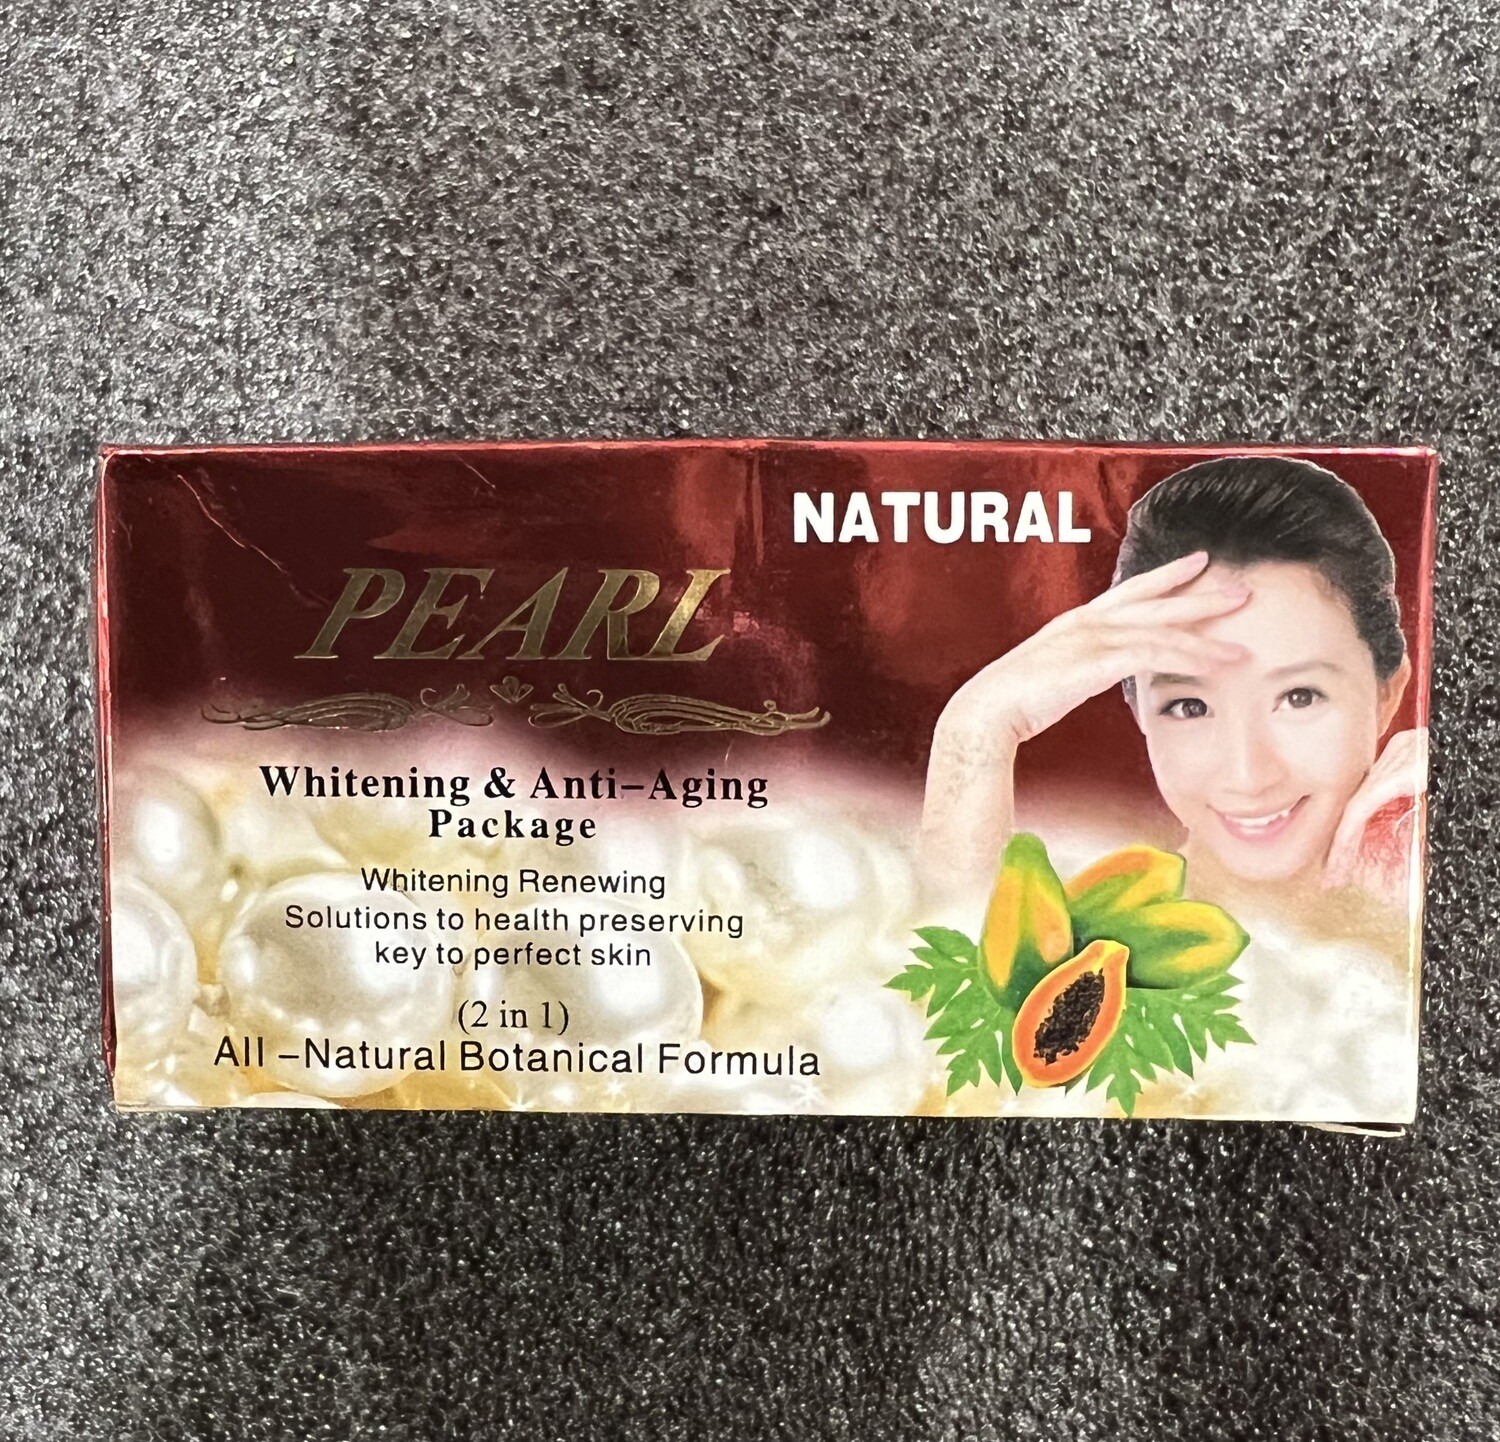 NATURAL
PEARL
Whitening & Anti-Aging
Package
Whitening Renewing
Solutions to health preserving
key to perfect skin
(2 in 1)
All -Natural Botanical Formula